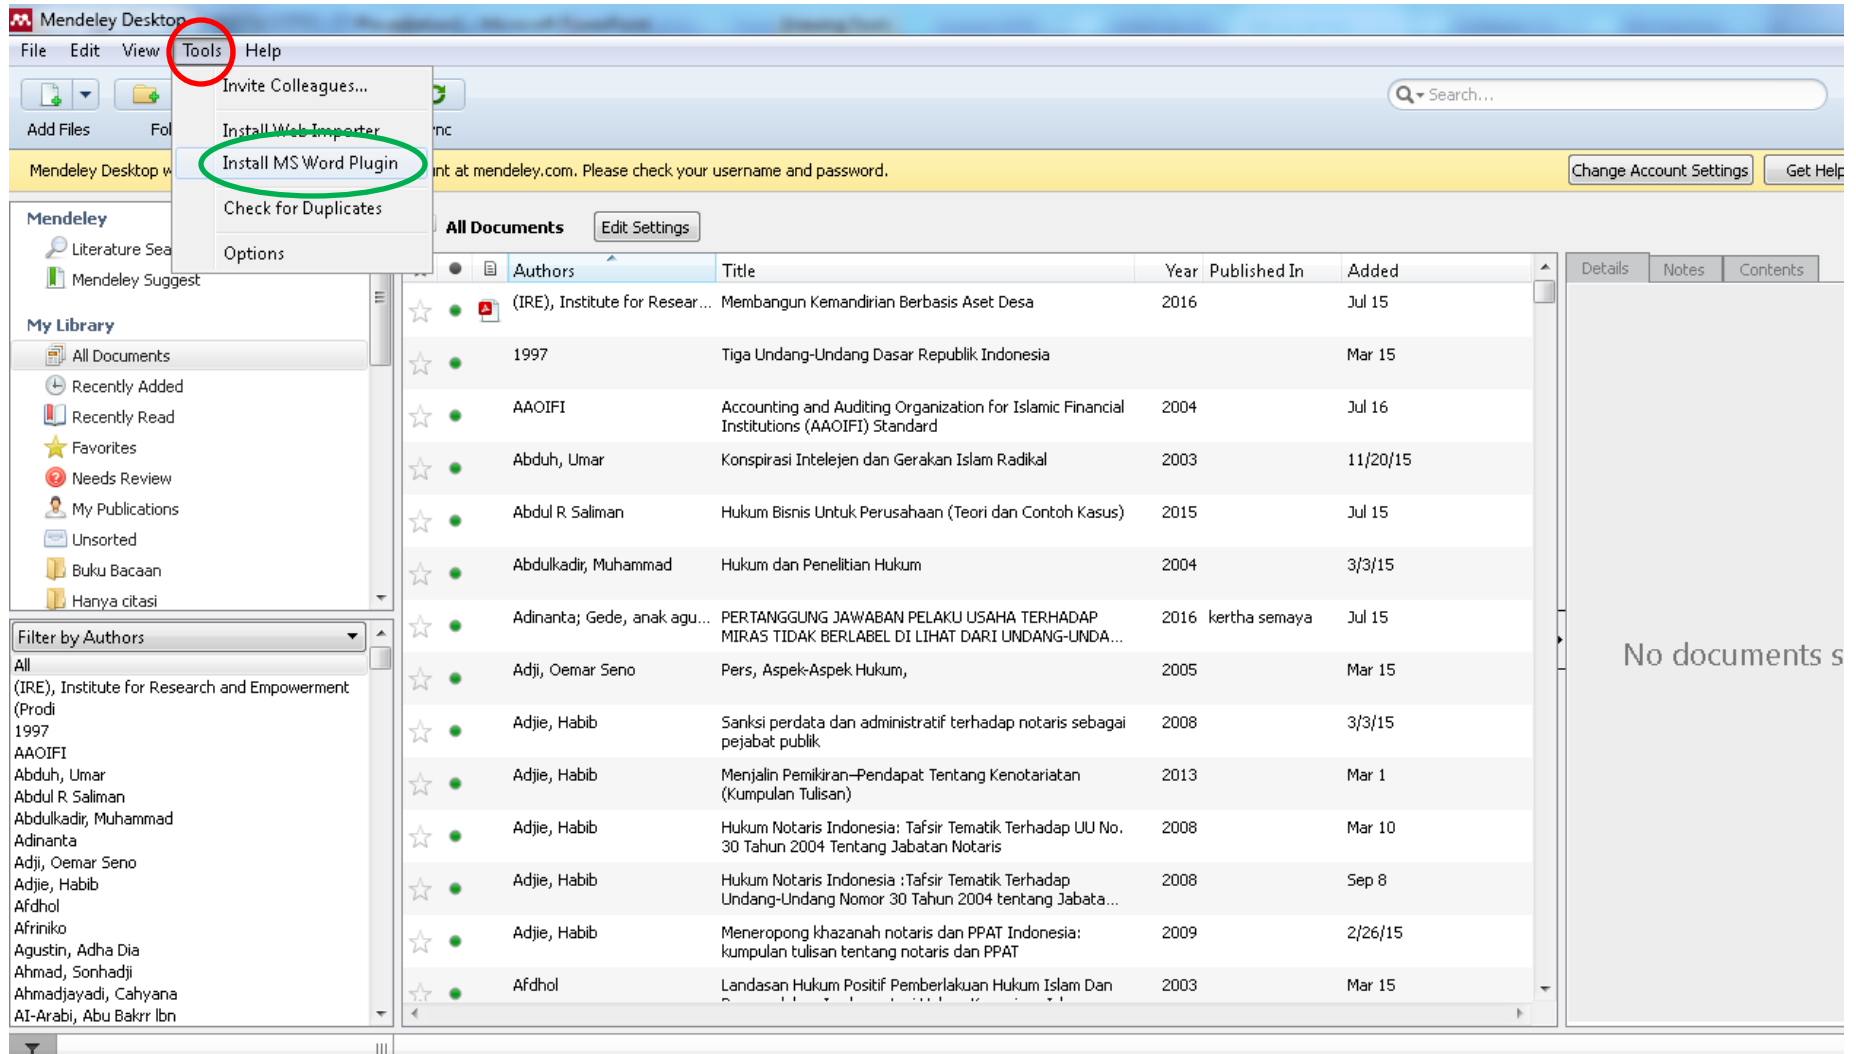 Mendeley Desktop
File Edit View Tools Help
Invite Colleagues...
Install Web Importer
Install MS Word Plugin
Check for Duplicates
Options
Search...
Add Files
Mendeley Desktop
at mendeley.com. Please check your username and password.
Change Account Settings
Get Help
Mendeley
Literature Sea
Mendeley Suggest
My Library
All Documents
Recently Added
Recently Read
Favorites
Needs Review
My Publications
Unsorted
Buku Bacaan
Hanya citasi
Filter by Authors
All
(IRE), Institute for Research and Empowerment
(Prodi
1997
AAOIFI
Abduh, Umar
Abdul R Saliman
Abdulkadir, Muhammad
Adinanta
Adji, Oemar Seno
Adjie, Habib
Afdhol
Afriniko
Agustin, Adha Dia
Ahmad, Sonhadji
Ahmadjayadi, Cahyana
AI-Arabi, Abu Bakrr Ibn
All Documents Edit Settings
Authors Title Year Published In Added
(IRE), Institute for Resear... Membangun Kemandirian Berbasis Aset Desa 2016 Jul 15
1997 Tiga Undang-Undang Dasar Republik Indonesia Mar 15
AAOIFI Accounting and Auditing Organization for Islamic Financial 2004 Jul 16
Institutions (AAOIFI) Standard
Abduh, Umar Konspirasi Intelejen dan Gerakan Islam Radikal 2003 11/20/15
Abdul R Saliman Hukum Bisnis Untuk Perusahaan (Teori dan Contoh Kasus) 2015 Jul 15
Abdulkadir, Muhammad Hukum dan Penelitian Hukum 2004 3/3/15
Adinanta; Gede, anak agu... PERTANGGUNG JAWABAN PELAKU USAHA TERHADAP 2016 kertha semaya Jul 15
MIRAS TIDAK BERLABEL DI LIHAT DARI UNDANG-UNDA...
Adji, Oemar Seno Pers, Aspek-Aspek Hukum, 2005 Mar 15
Adjie, Habib Sanksi perdata dan administratif terhadap notaris sebagai 2008 3/3/15
pejabat publik
Adjie, Habib Menjalin Pemikiran–Pendapat Tentang Kenotariatan 2013 Mar 1
(Kumpulan Tulisan)
Adjie, Habib Hukum Notaris Indonesia: Tafsir Tematik Terhadap UU No. 2008 Mar 10
30 Tahun 2004 Tentang Jabatan Notaris
Adjie, Habib Hukum Notaris Indonesia :Tafsir Tematik Terhadap 2008 Sep 8
Undang-Undang Nomor 30 Tahun 2004 tentang Jabata...
Adjie, Habib Meneropong khazanah notaris dan PPAT Indonesia: 2009 2/26/15
kumpulan tulisan tentang notaris dan PPAT
Afdhol Landasan Hukum Positif Pemberlakuan Hukum Islam Dan 2003 Mar 15
Details Notes Contents
No documents s